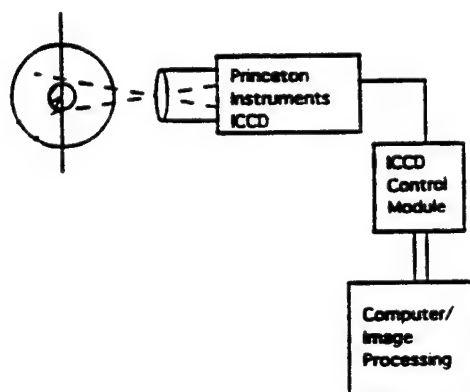 Princeton
Instruments
ICCD
ICCD
Control
Module
Computer/
Image
Processing